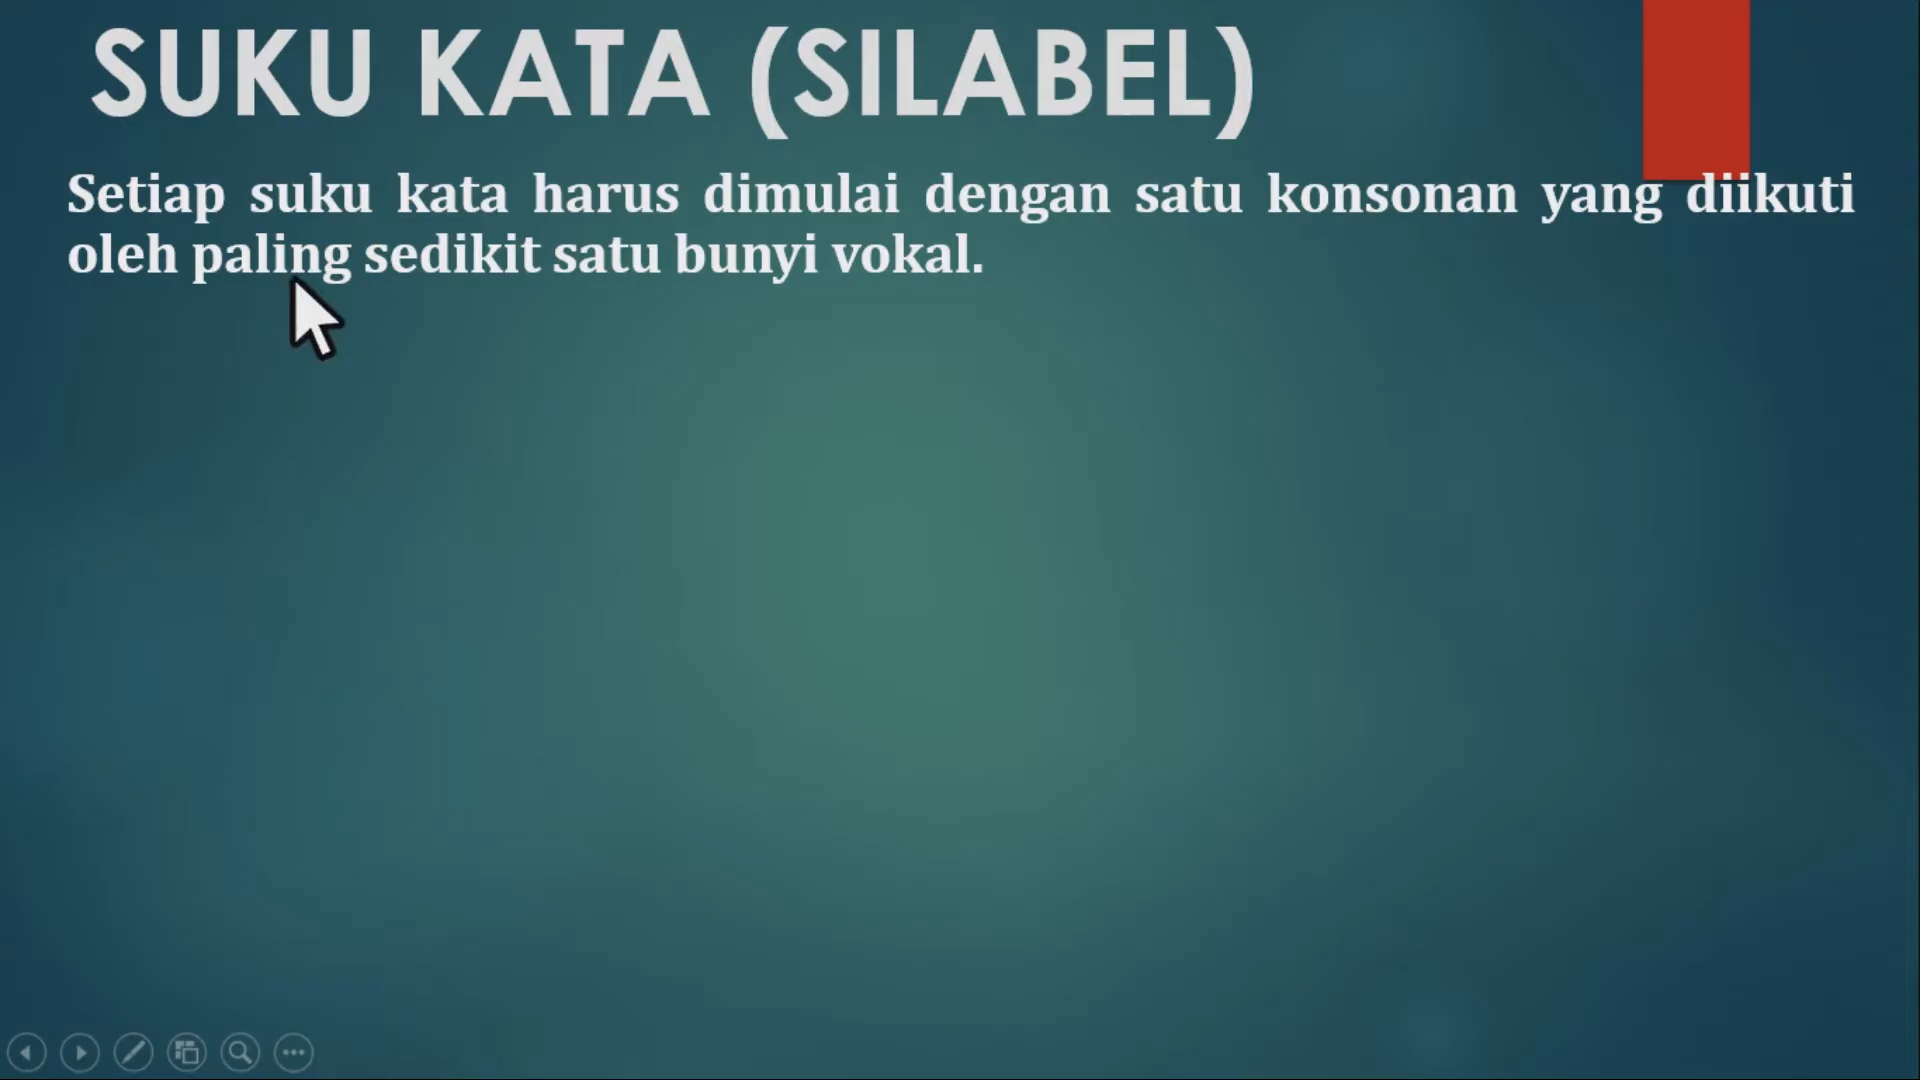 SUKU KATA (SILABEL)
Setiap suku kata harus dimulai dengan satu konsonan yang diikuti
oleh paling sedikit satu bunyi vokal.